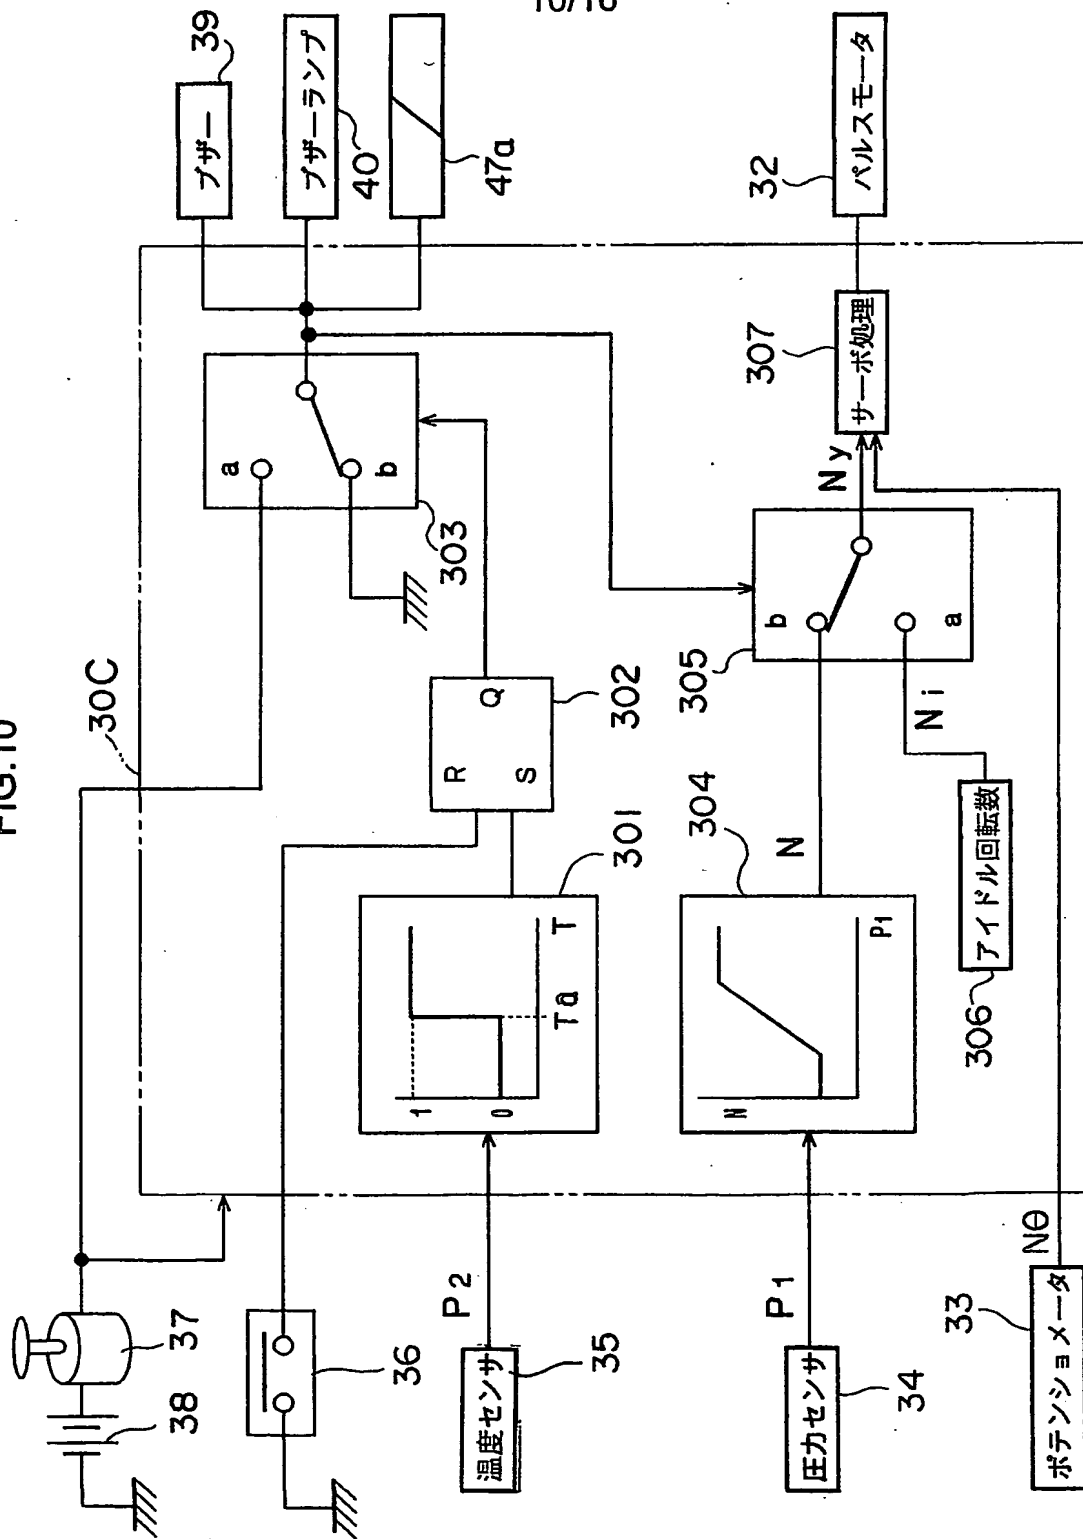 10/16
FIG.10
30C
38
37
36
温度センサ
35
P2
圧力センサ
34
P1
ポテンショメータ
33
Nθ
1
0
Ta
T
301
R
S
Q
302
a
b
303
ブザー
39
ブザーランプ
40
47a
N
P1
304
N
アイドル回転数
306
Ni
b
a
305
Ny
サーボ処理
307
パルスモータ
32